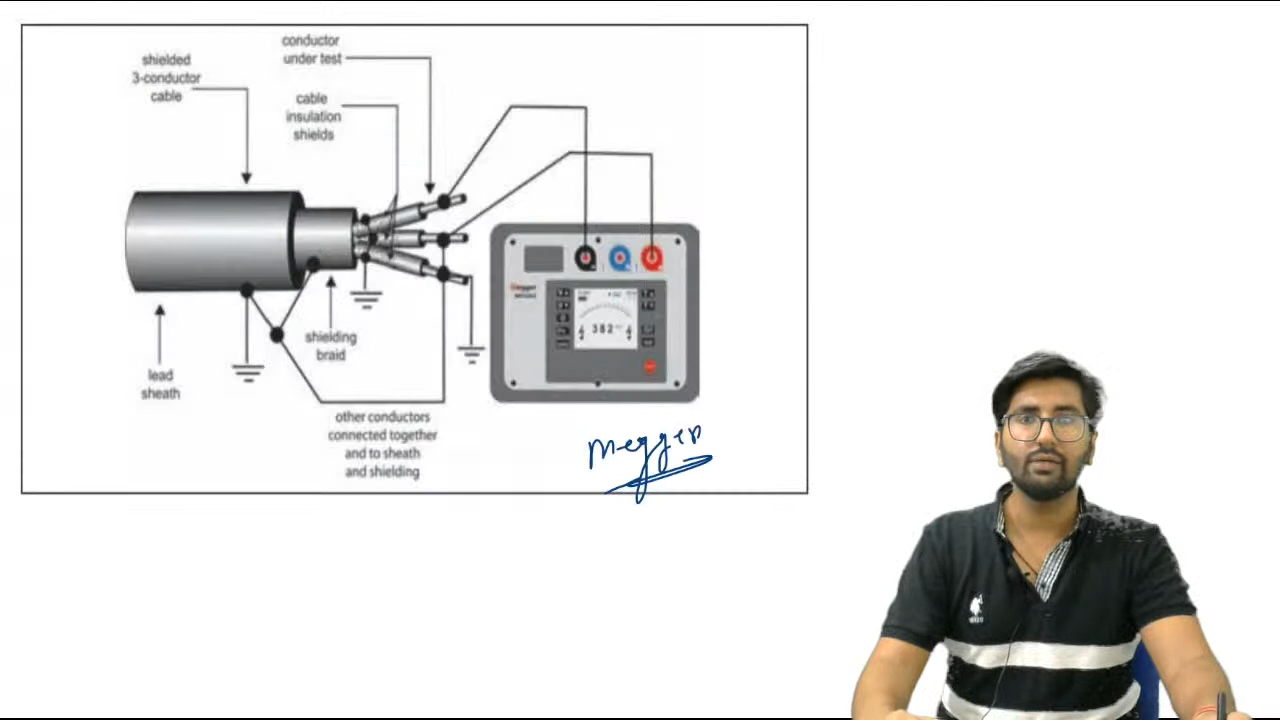 shielded
3-conductor
cable
conductor
under test
cable
insulation
shields
shielding
braid
lead
sheath
other conductors
connected together
and to sheath
and shielding
Megger
382
Megger